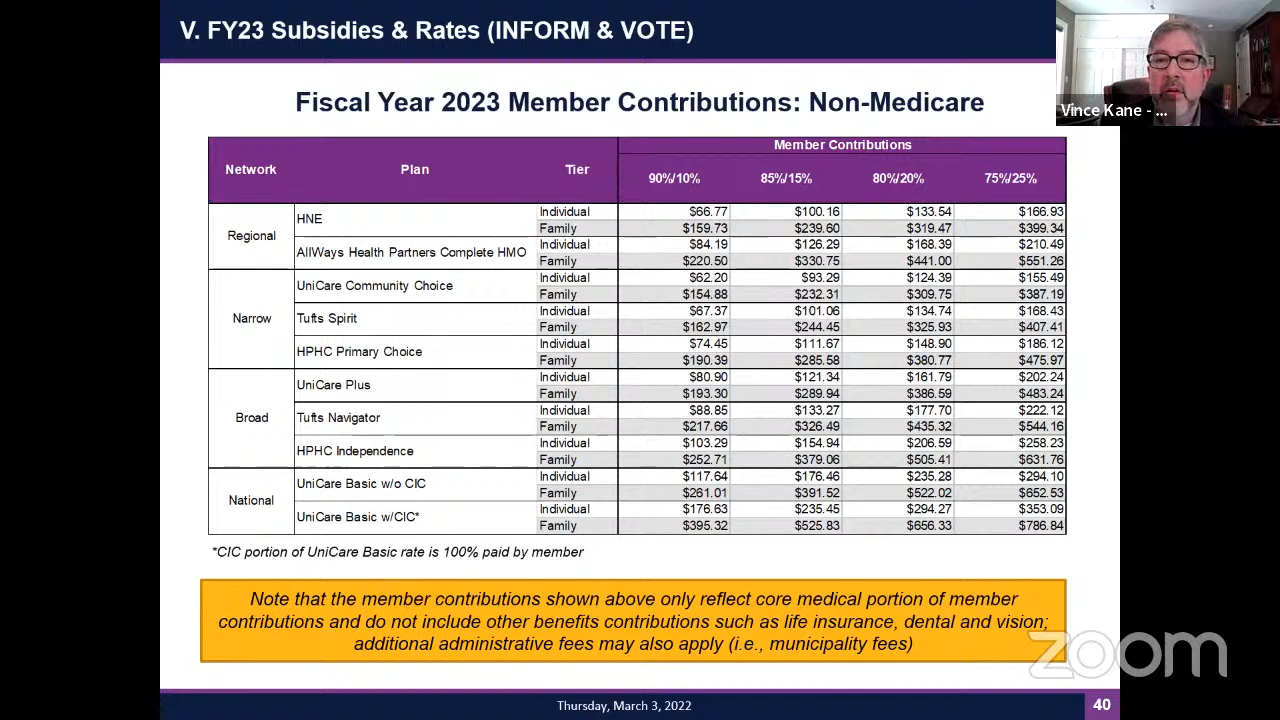 V. FY23 Subsidies & Rates (INFORM & VOTE)
Vince Kane - ...
Fiscal Year 2023 Member Contributions: Non-Medicare
Network Plan Tier Member Contributions
90%/10% 85%/15% 80%/20% 75%/25%
Regional HNE Individual $66.77 $100.16 $133.54 $166.93
Family $159.73 $239.60 $319.47 $399.34
AllWays Health Partners Complete HMO Individual $84.19 $126.29 $168.39 $210.49
Family $220.50 $330.75 $441.00 $551.26
Narrow UniCare Community Choice Individual $62.20 $93.29 $124.39 $155.49
Family $154.88 $232.31 $309.75 $387.19
Tufts Spirit Individual $67.37 $101.06 $134.74 $168.43
Family $162.97 $244.45 $325.93 $407.41
HPHC Primary Choice Individual $74.45 $111.67 $148.90 $186.12
Family $190.39 $285.58 $380.77 $475.97
Broad UniCare Plus Individual $80.90 $121.34 $161.79 $202.24
Family $193.30 $289.94 $386.59 $483.24
Tufts Navigator Individual $88.85 $133.27 $177.70 $222.12
Family $217.66 $326.49 $435.32 $544.16
HPHC Independence Individual $103.29 $154.94 $206.59 $258.23
Family $252.71 $379.06 $505.41 $631.76
National UniCare Basic w/o CIC Individual $117.64 $176.46 $235.28 $294.10
Family $261.01 $391.52 $522.02 $652.53
UniCare Basic w/CIC* Individual $176.63 $235.45 $294.27 $353.09
Family $395.32 $525.83 $656.33 $786.84
*CIC portion of UniCare Basic rate is 100% paid by member
Note that the member contributions shown above only reflect core medical portion of member
contributions and do not include other benefits contributions such as life insurance, dental and vision;
additional administrative fees may also apply (i.e., municipality fees)
zoom
Thursday, March 3, 2022
40